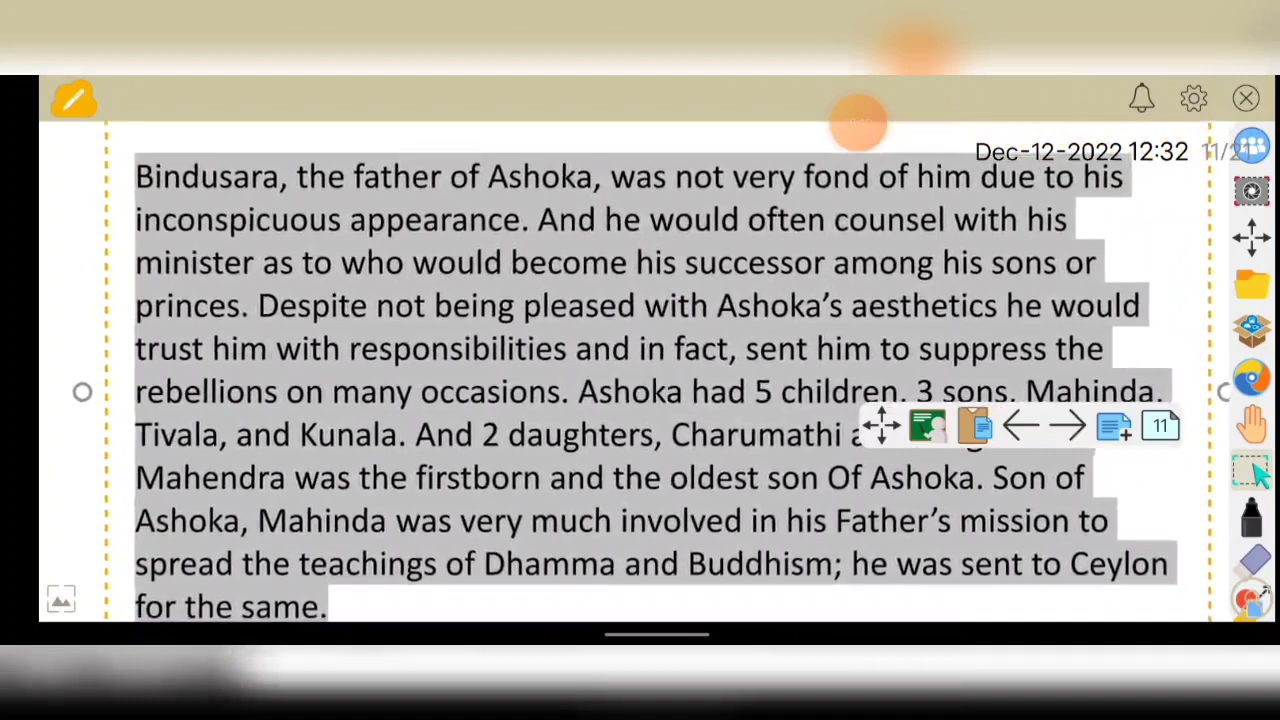 Dec-12-2022 12:32 11/21
Bindusara, the father of Ashoka, was not very fond of him due to his
inconspicuous appearance. And he would often counsel with his
minister as to who would become his successor among his sons or
princes. Despite not being pleased with Ashoka's aesthetics he would
trust him with responsibilities and in fact, sent him to suppress the
rebellions on many occasions. Ashoka had 5 children, 3 sons, Mahinda,
Tivala, and Kunala. And 2 daughters, Charumathi
11
Mahendra was the firstborn and the oldest son Of Ashoka. Son of
Ashoka, Mahinda was very much involved in his Father's mission to
spread the teachings of Dhamma and Buddhism; he was sent to Ceylon
for the same.